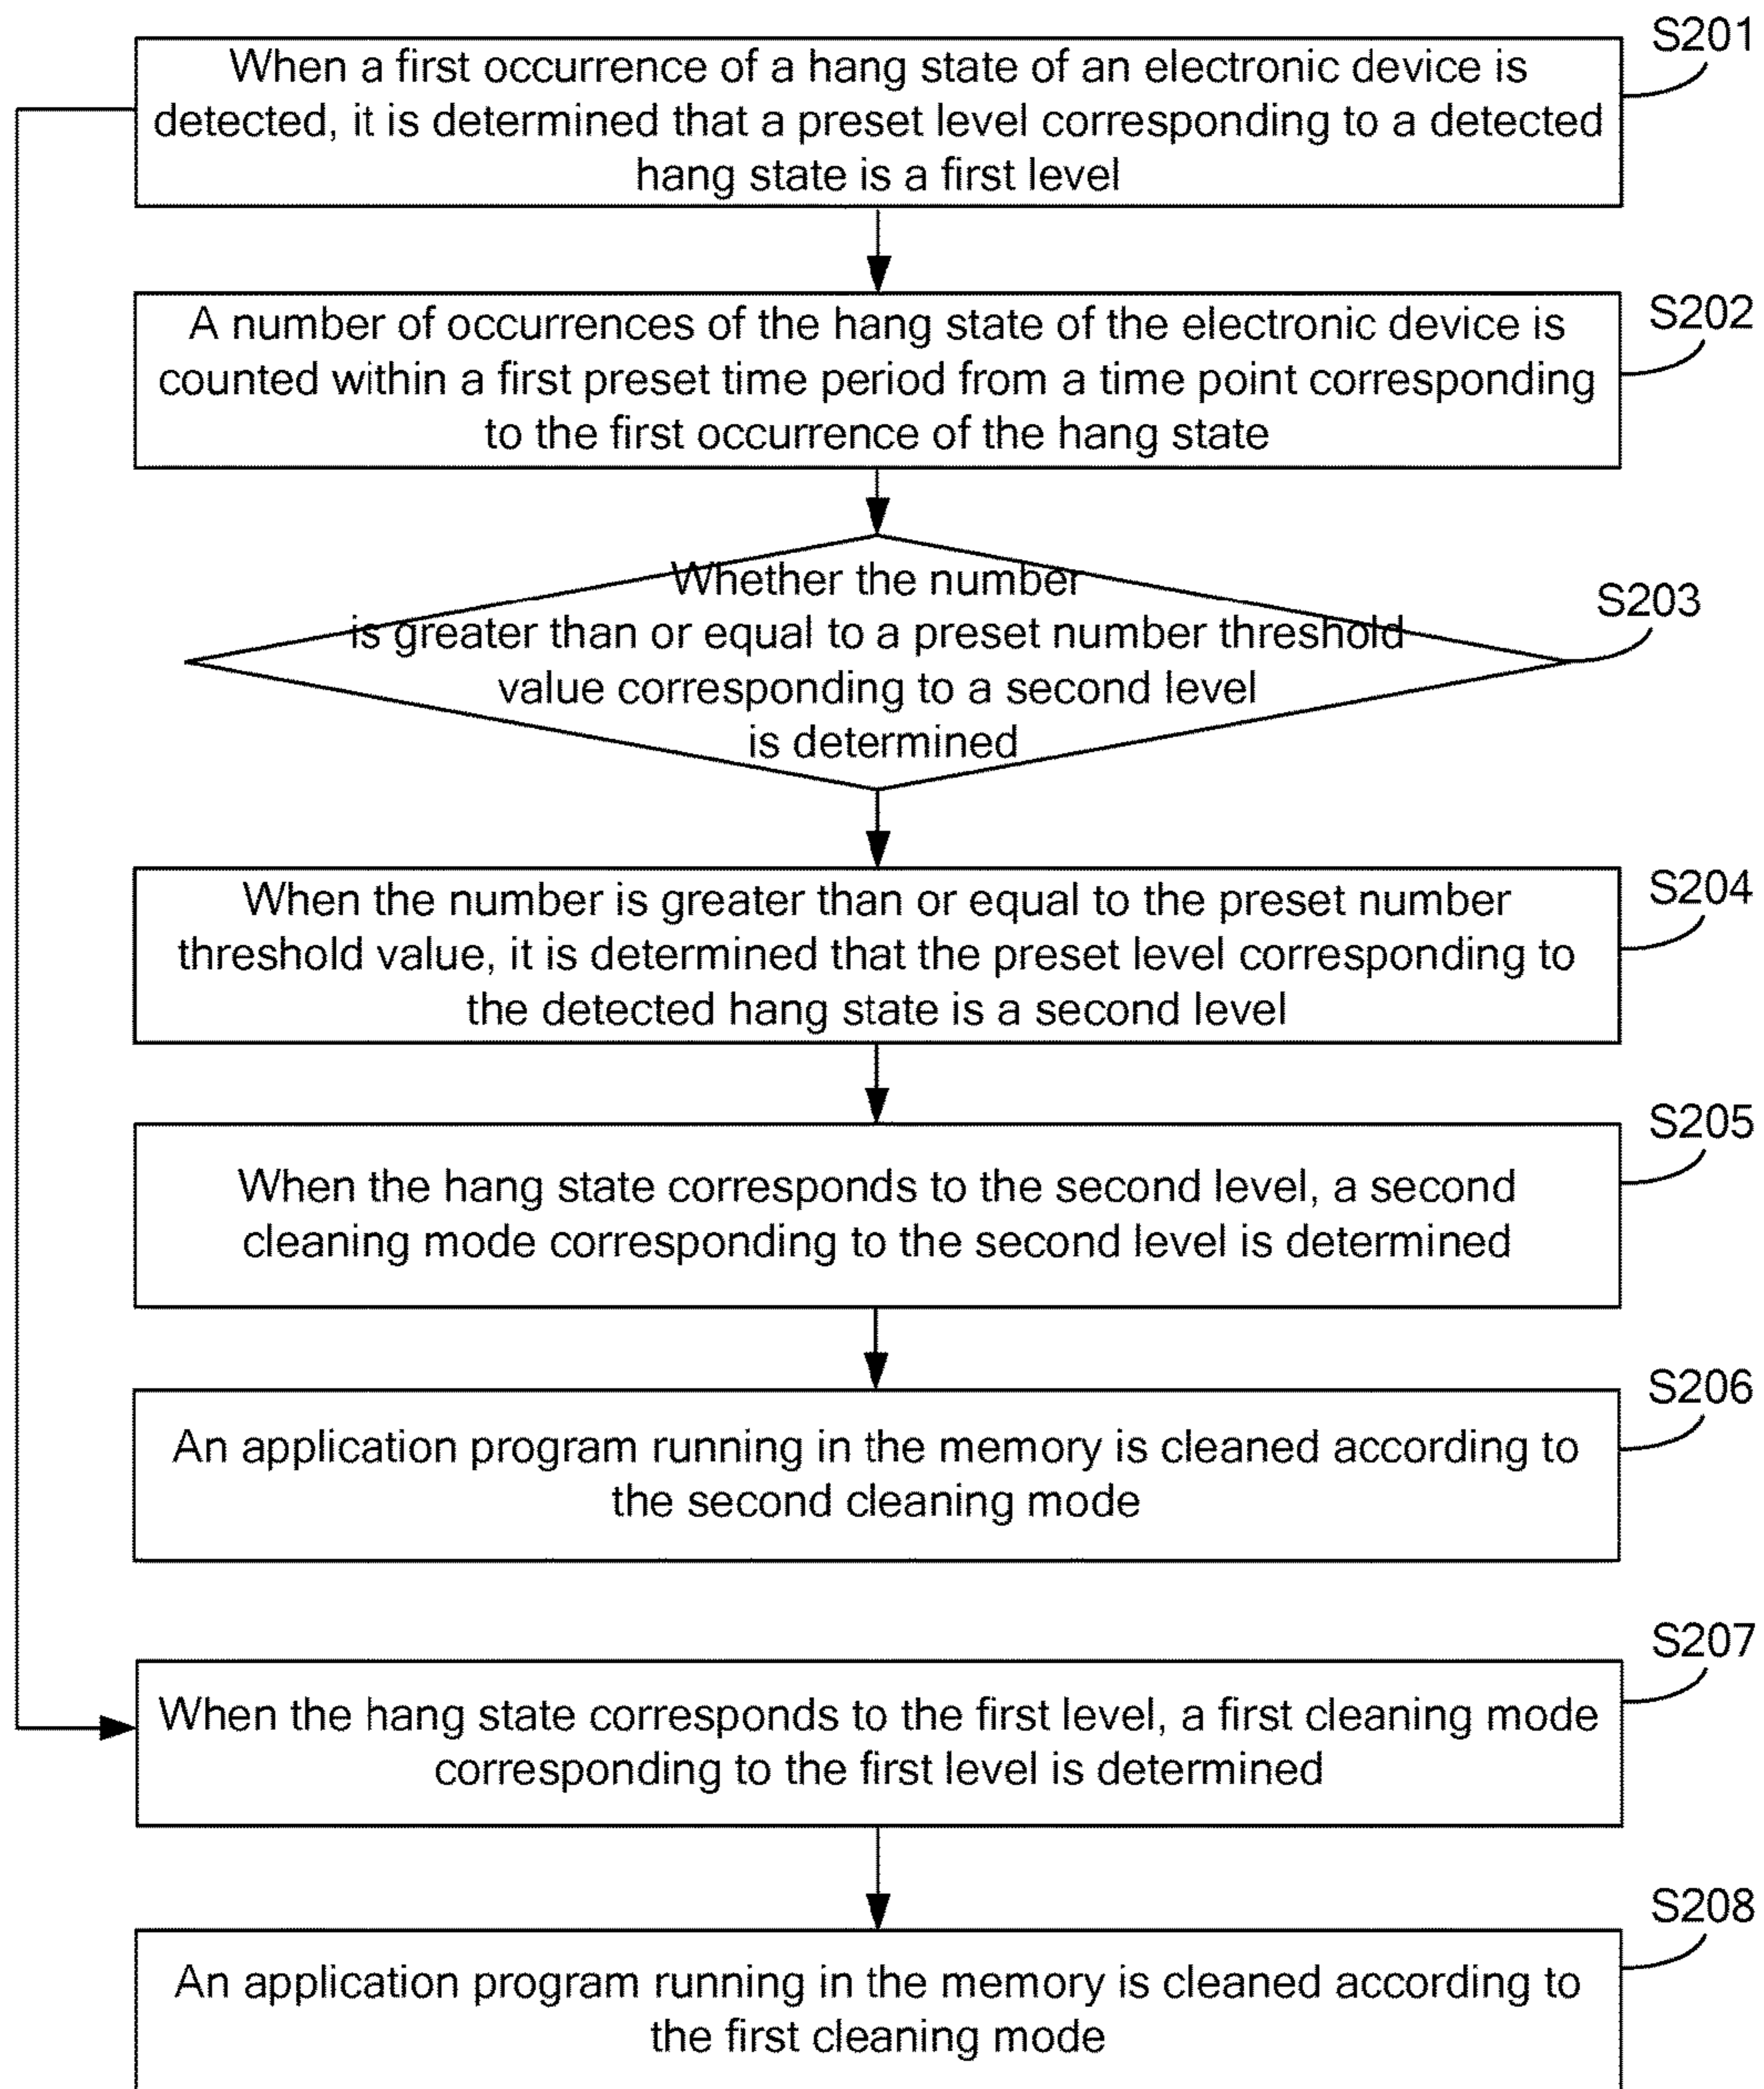 S201
When a first occurrence of a hang state of an electronic device is
detected, it is determined that a preset level corresponding to a detected
hang state is a first level
S202
A number of occurrences of the hang state of the electronic device is
counted within a first preset time period from a time point corresponding
to the first occurrence of the hang state
S203
Whether the number
is greater than or equal to a preset number threshold
value corresponding to a second level
is determined
S204
When the number is greater than or equal to the preset number
threshold value, it is determined that the preset level corresponding to
the detected hang state is a second level
S205
When the hang state corresponds to the second level, a second
cleaning mode corresponding to the second level is determined
S206
An application program running in the memory is cleaned according to
the second cleaning mode
S207
When the hang state corresponds to the first level, a first cleaning mode
corresponding to the first level is determined
S208
An application program running in the memory is cleaned according to
the first cleaning mode